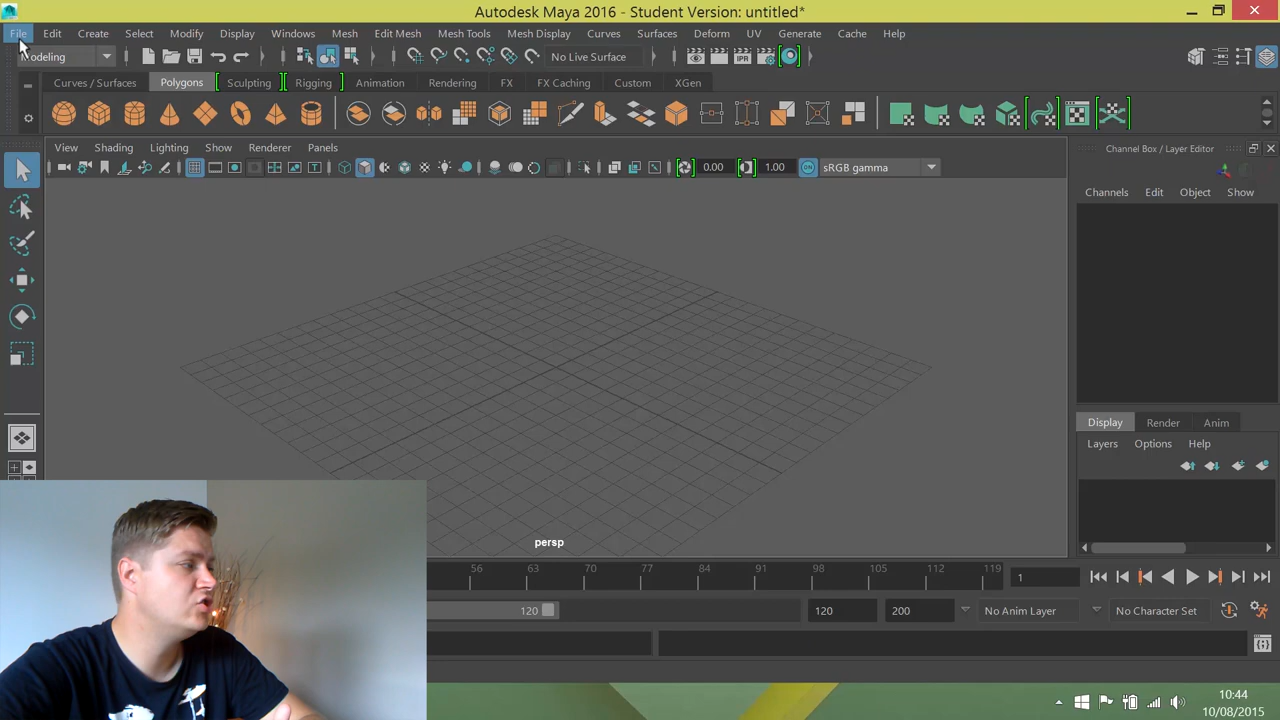 Autodesk Maya 2016 - Student Version: untitled*
File Edit Create Select Modify Display Windows Mesh Edit Mesh Mesh Tools Mesh Display Curves Surfaces Deform UV Generate Cache Help
Modeling No Live Surface IPR
Curves / Surfaces Polygons Sculpting Rigging Animation Rendering FX FX Caching Custom XGen
View Shading Lighting Show Renderer Panels
Channel Box / Layer Editor
0.00 1.00 ON sRGB gamma
Channels Edit Object Show
Display Render Anim
Layers Options Help
persp
56 63 70 77 84 91 98 105 112 119 1
120 120 200 No Anim Layer No Character Set
10:44
10/08/2015